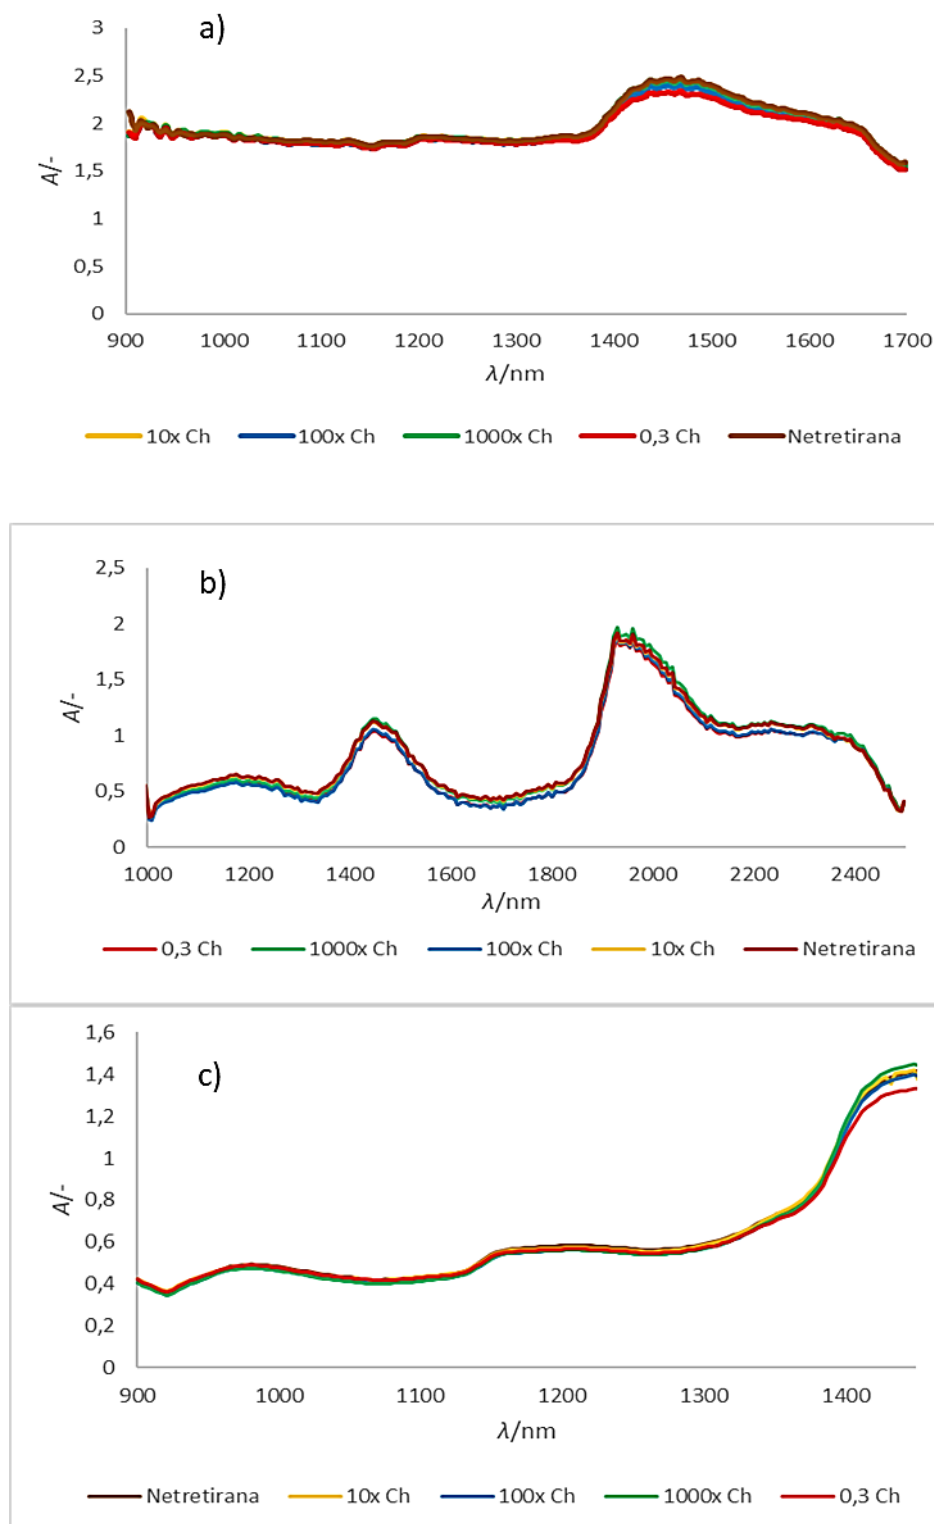 a)
3
2,5
2
1,5
1
0,5
0
A/-
900 1000 1100 1200 1300 1400 1500 1600 1700
λ/nm
10x Ch 100x Ch 1000x Ch 0,3 Ch Netretirana
b)
2,5
2
1,5
1
0,5
0
A/-
1000 1200 1400 1600 1800 2000 2200 2400
λ/nm
0,3 Ch 1000x Ch 100x Ch 10x Ch Netretirana
c)
1,6
1,4
1,2
1
0,8
0,6
0,4
0,2
0
A/-
900 1000 1100 1200 1300 1400
λ/nm
Netretirana 10x Ch 100x Ch 1000x Ch 0,3 Ch